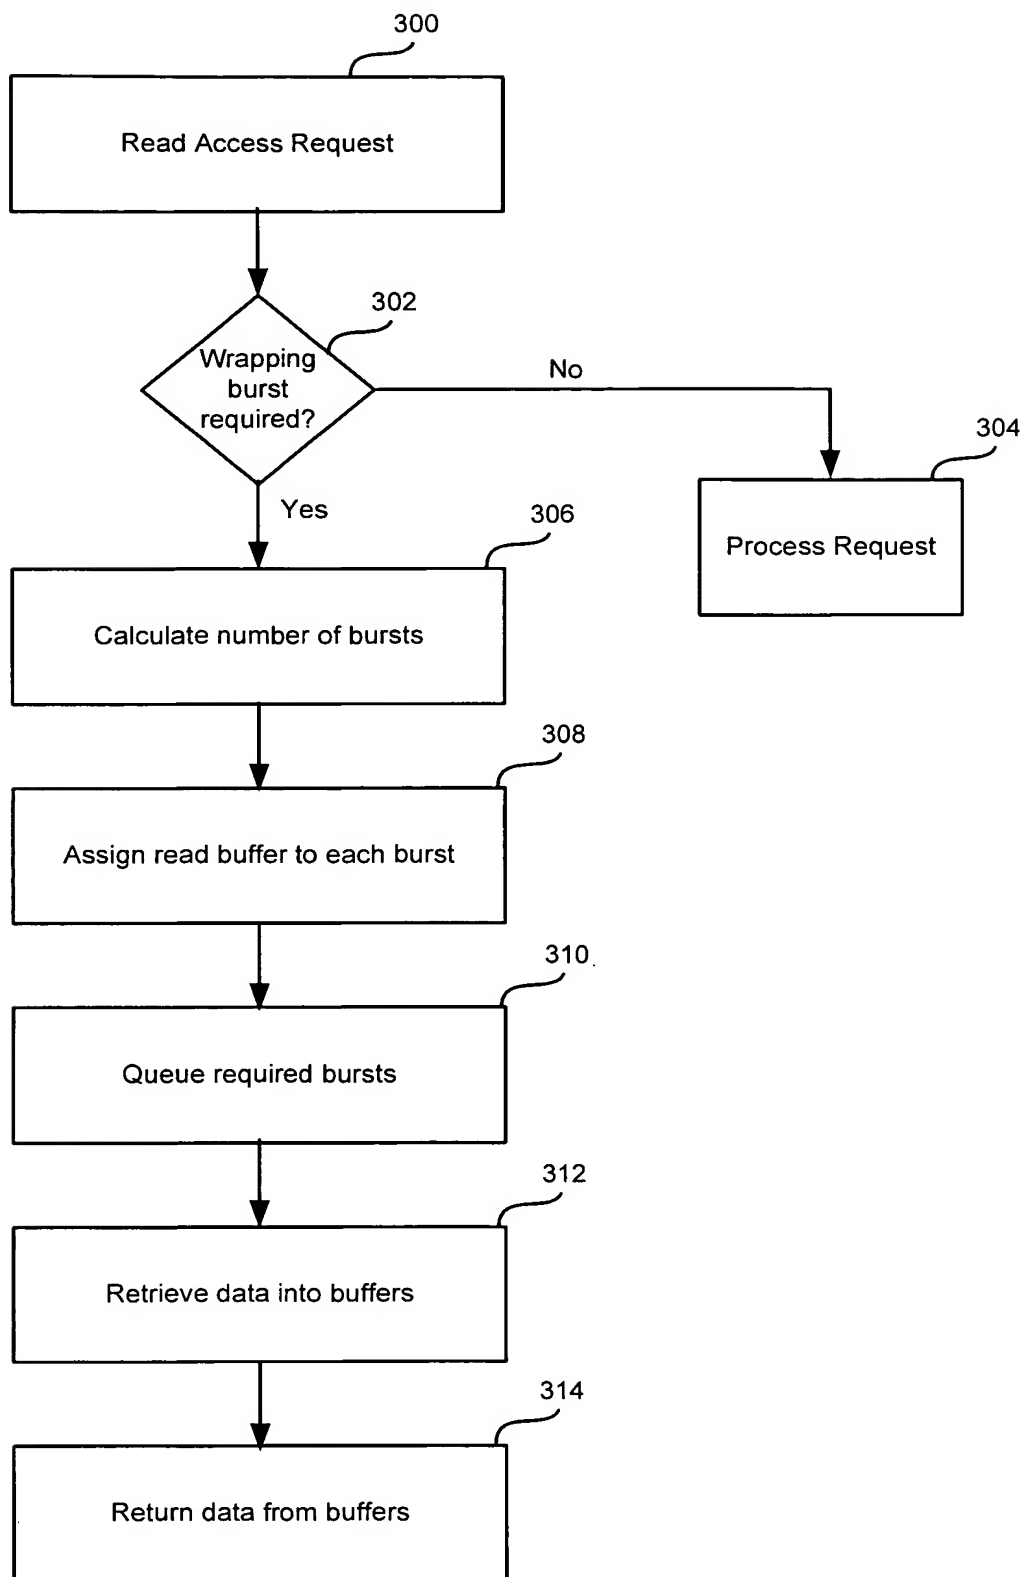 300
Read Access Request
302
Wrapping
burst
required?
No
304
Process Request
Yes
306
Calculate number of bursts
308
Assign read buffer to each burst
310
Queue required bursts
312
Retrieve data into buffers
314
Return data from buffers